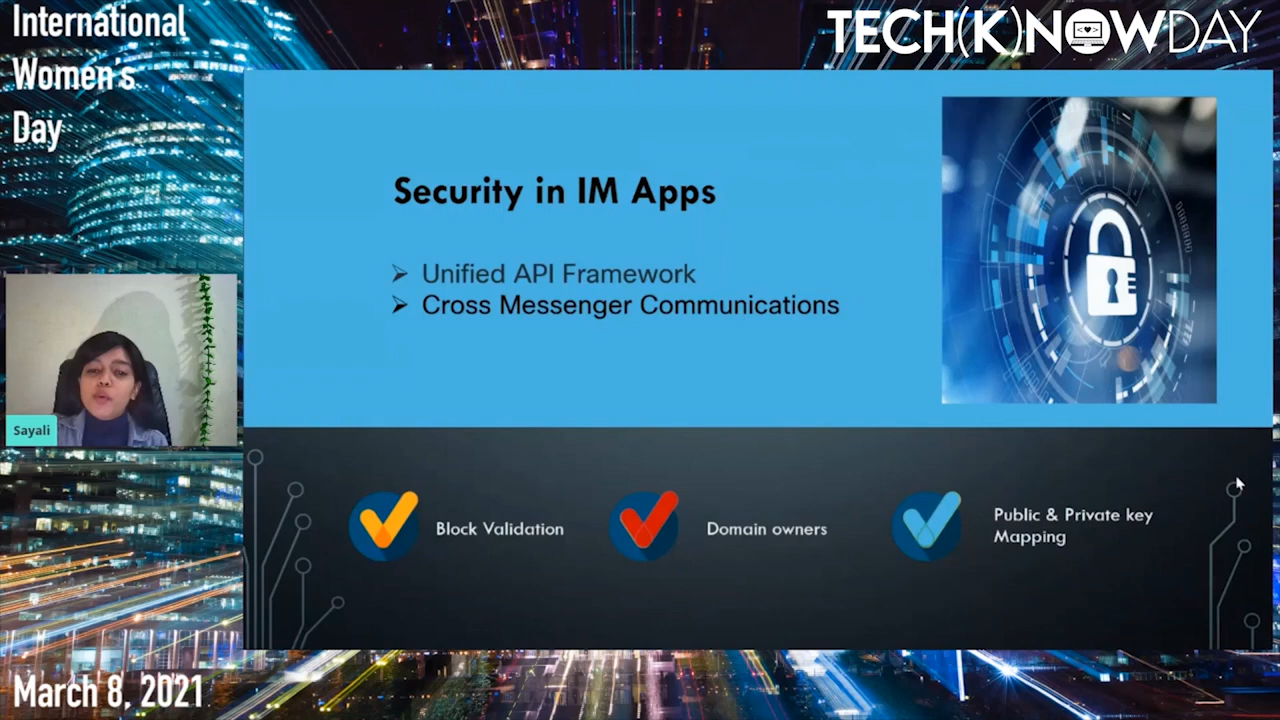 International
Women's
Day
TECH(K)NOWDAY
Security in IM Apps
Unified API Framework
Cross Messenger Communications
Sayali
Block Validation
Domain owners
Public & Private key
Mapping
March 8, 2021